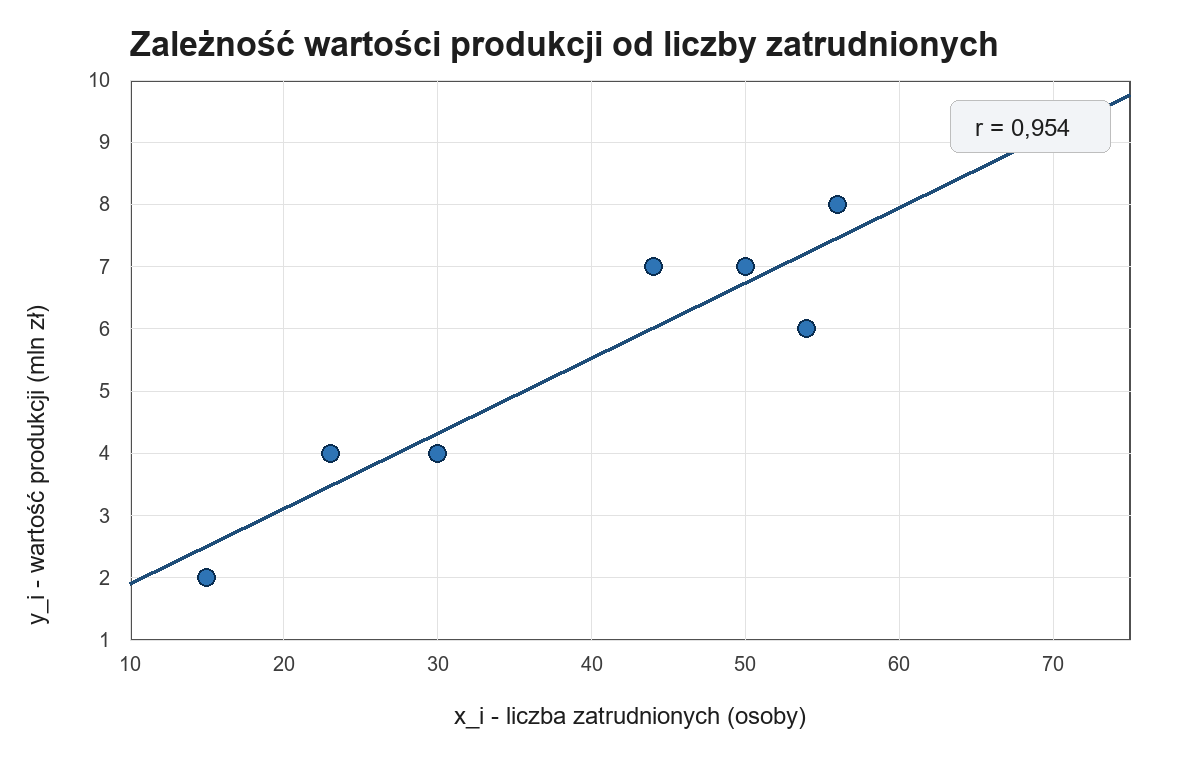 Zależność wartości produkcji od liczby zatrudnionych
10
9
8
7
6
5
4
3
2
1
y_i - wartość produkcji (mln zł)
r = 0,954
10 20 30 40 50 60 70
x_i - liczba zatrudnionych (osoby)